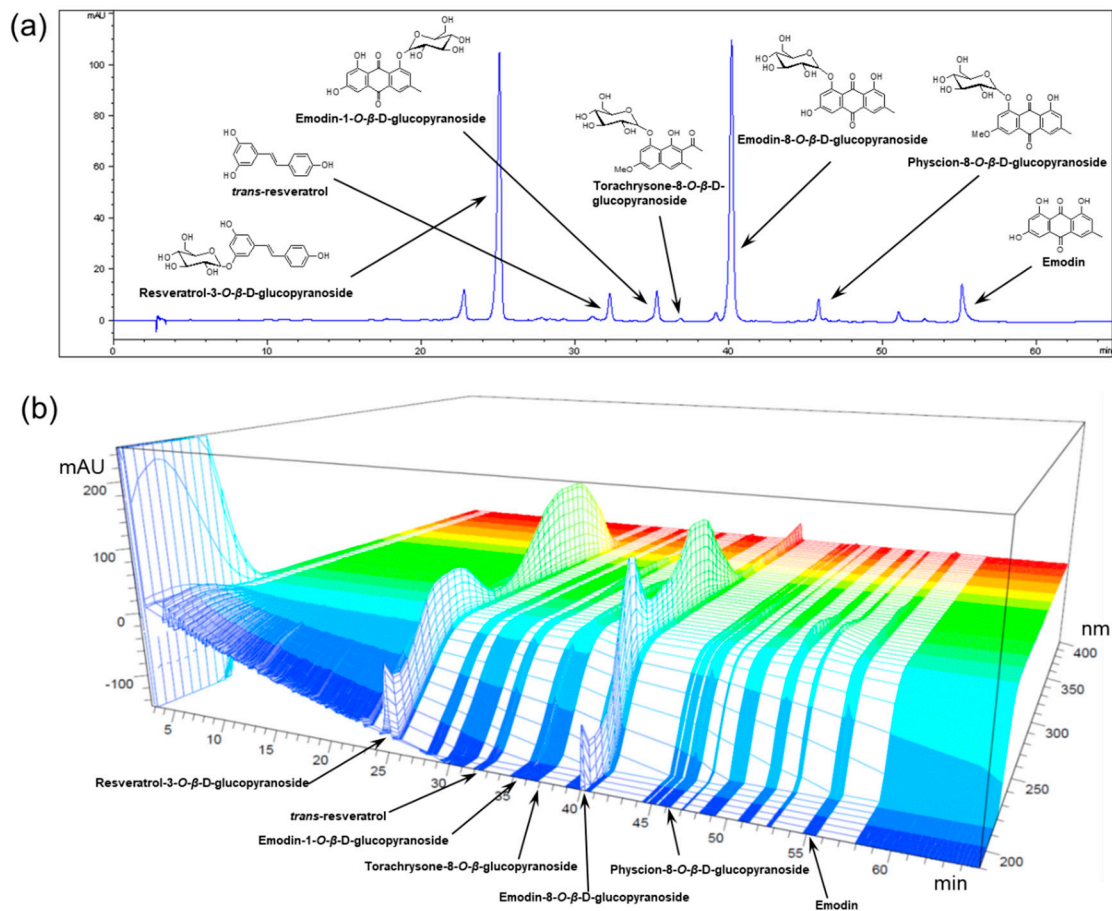 (a)
mAU
100
80
60
40
20
0
0
10
20
30
40
50
60
min
Emodin-1-O-β-D-glucopyranoside
trans-resveratrol
Resveratrol-3-O-β-D-glucopyranoside
Torachrysone-8-O-β-D-
glucopyranoside
Emodin-8-O-β-D-glucopyranoside
Physcion-8-O-β-D-glucopyranoside
Emodin
(b)
mAU
200
100
0
-100
5
10
15
20
25
30
35
40
45
50
55
60
min
nm
400
350
300
250
200
Resveratrol-3-O-β-D-glucopyranoside
trans-resveratrol
Emodin-1-O-β-D-glucopyranoside
Torachrysone-8-O-β-glucopyranoside
Emodin-8-O-β-D-glucopyranoside
Physcion-8-O-β-D-glucopyranoside
Emodin